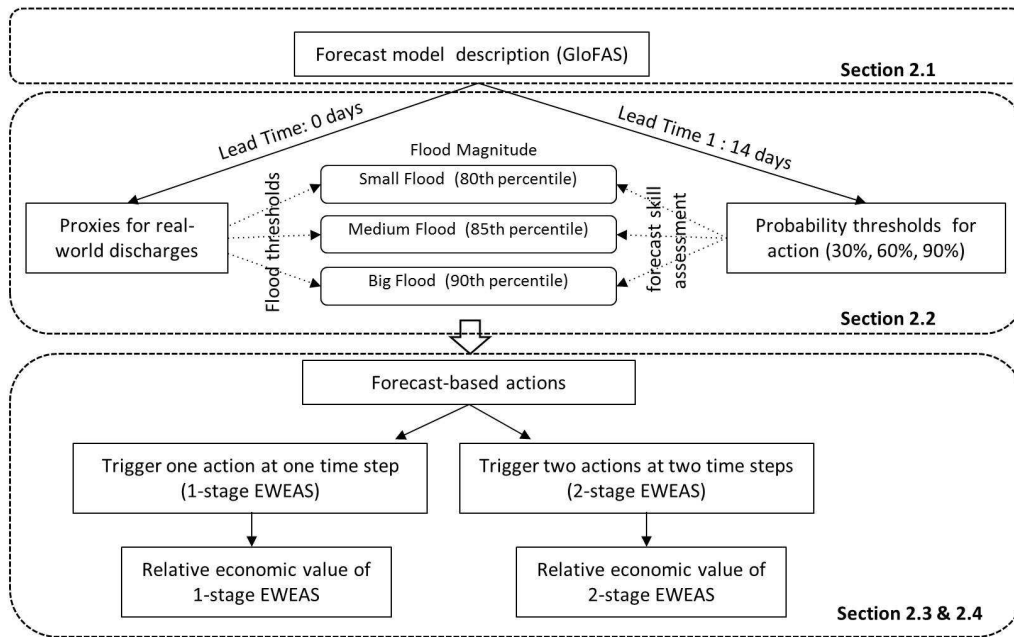 Forecast model description (GloFAS)
Section 2.1
Lead Time: 0 days
Lead Time 1 : 14 days
Flood Magnitude
Small Flood (80th percentile)
Medium Flood (85th percentile)
Big Flood (90th percentile)
Proxies for real-
world discharges
Flood thresholds
forecast skill
assessment
Probability thresholds for
action (30%, 60%, 90%)
Section 2.2
Forecast-based actions
Trigger one action at one time step
(1-stage EWEAS)
Trigger two actions at two time steps
(2-stage EWEAS)
Relative economic value of
1-stage EWEAS
Relative economic value of
2-stage EWEAS
Section 2.3 & 2.4